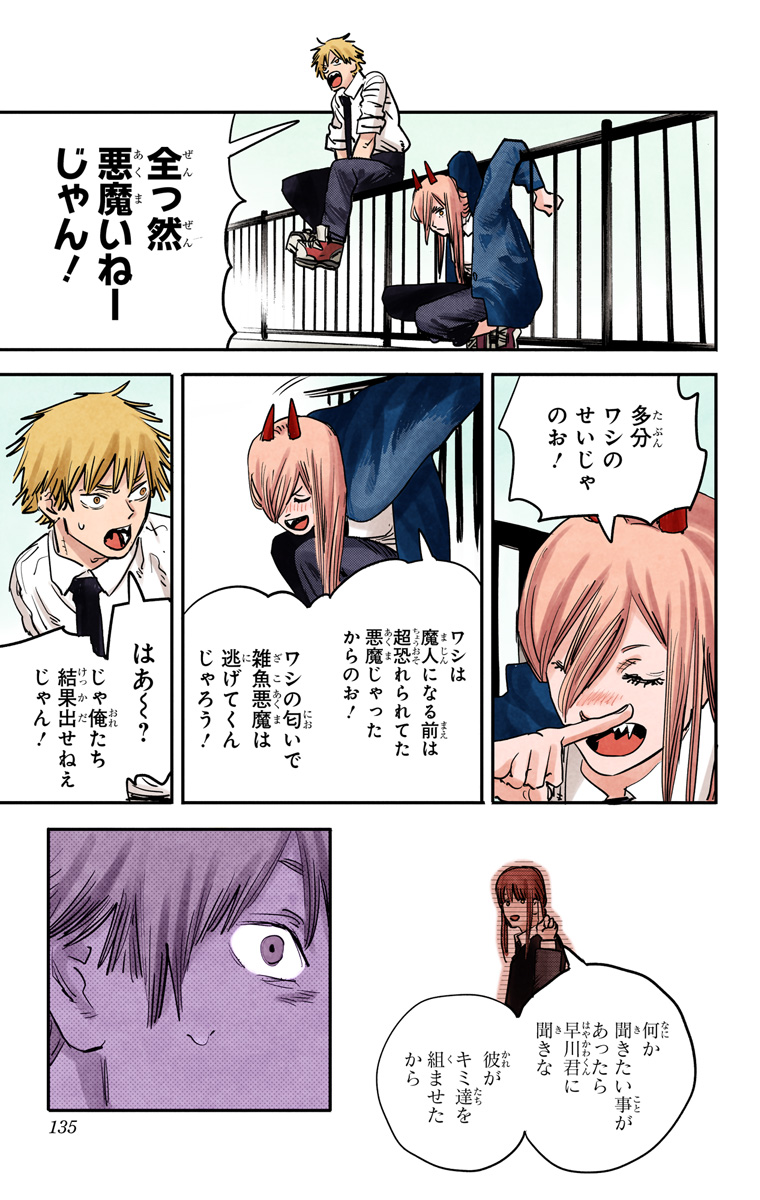 全っ然
悪魔いねー
じゃん！
多分
ワシの
せいじゃ
のお！
ワシは
魔人になる前は
超恐れられてた
悪魔じゃった
からのお！
ワシの匂いで
雑魚悪魔は
逃げてくん
じゃろう！
はあ〜？
じゃ俺たち
結果出せねえ
じゃん！
何か
聞きたい事が
あったら
早川君に
聞きな
彼が
キミ達を
組ませた
から
135